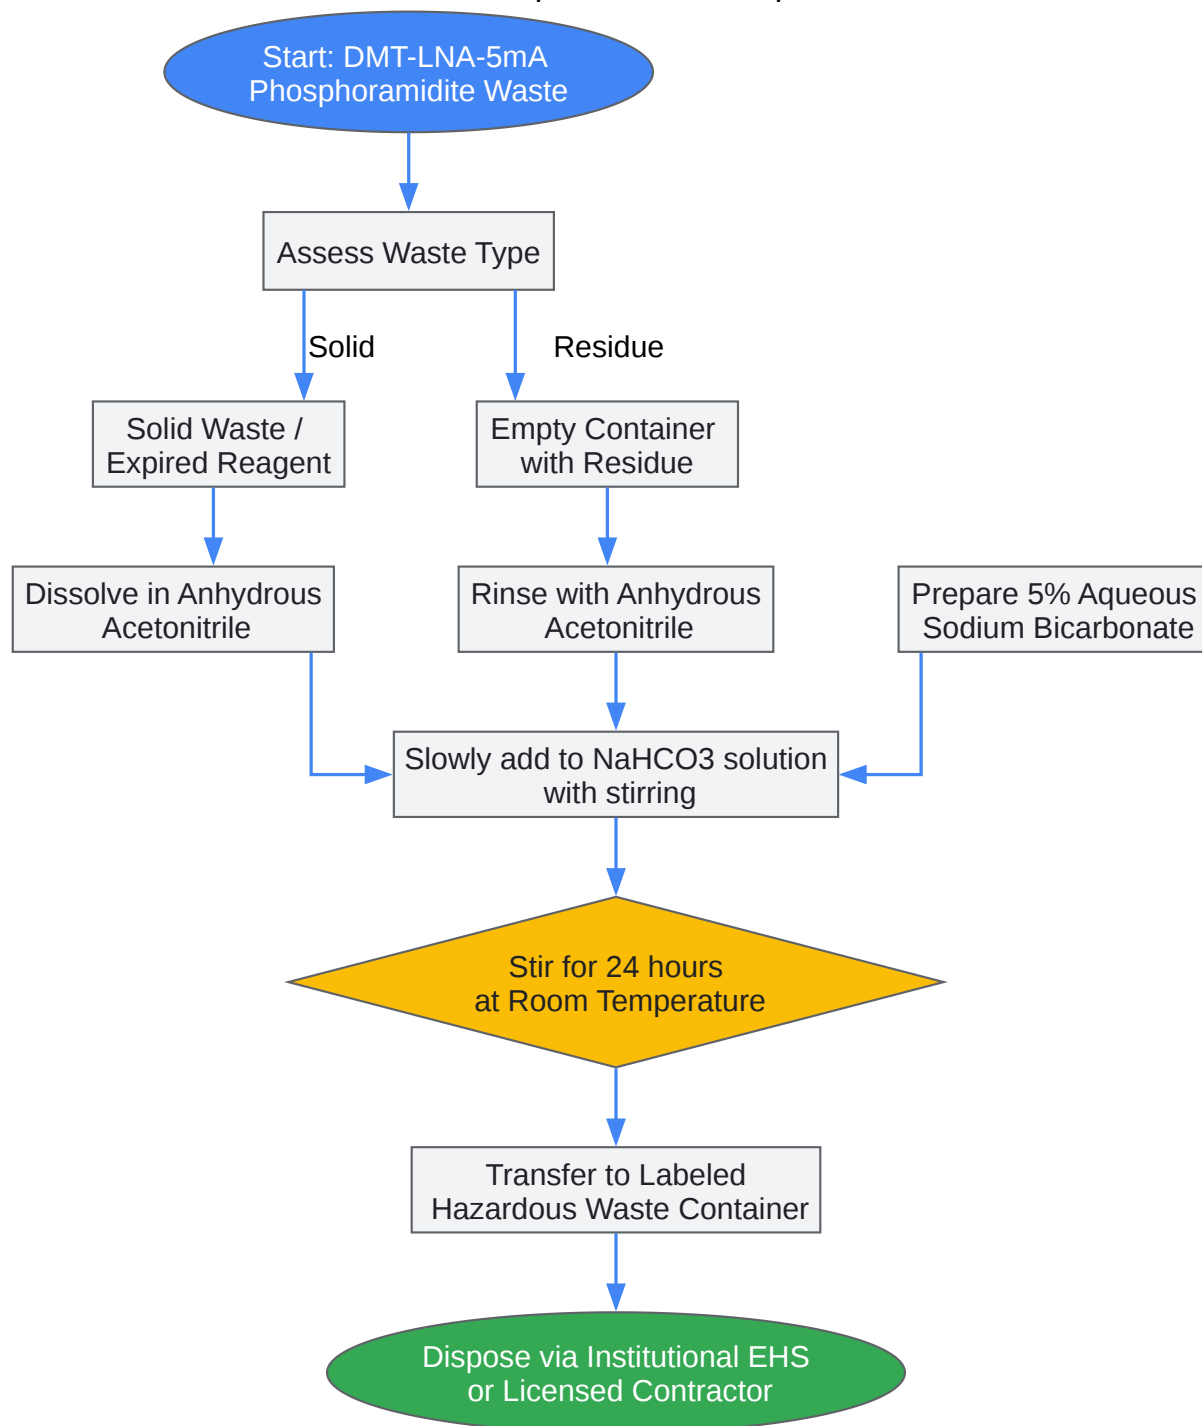 Start: DMT-LNA-5mA
Phosphoramidite Waste
Assess Waste Type
Solid
Residue
Solid Waste /
Expired Reagent
Empty Container
with Residue
Dissolve in Anhydrous
Acetonitrile
Rinse with Anhydrous
Acetonitrile
Prepare 5% Aqueous
Sodium Bicarbonate
Slowly add to NaHCO3 solution
with stirring
Stir for 24 hours
at Room Temperature
Transfer to Labeled
Hazardous Waste Container
Dispose via Institutional EHS
or Licensed Contractor